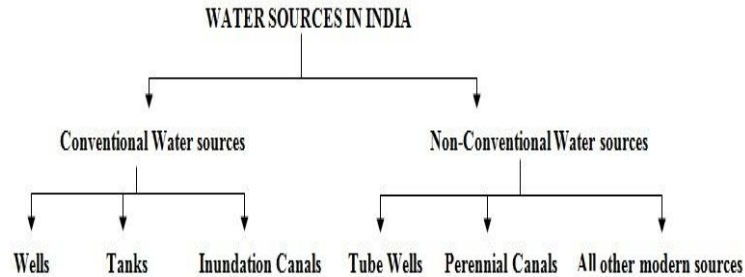 WATER SOURCES IN INDIA
Conventional Water sources
Non-Conventional Water sources
Wells
Tanks
Inundation Canals
Tube Wells
Perennial Canals
All other modern sources